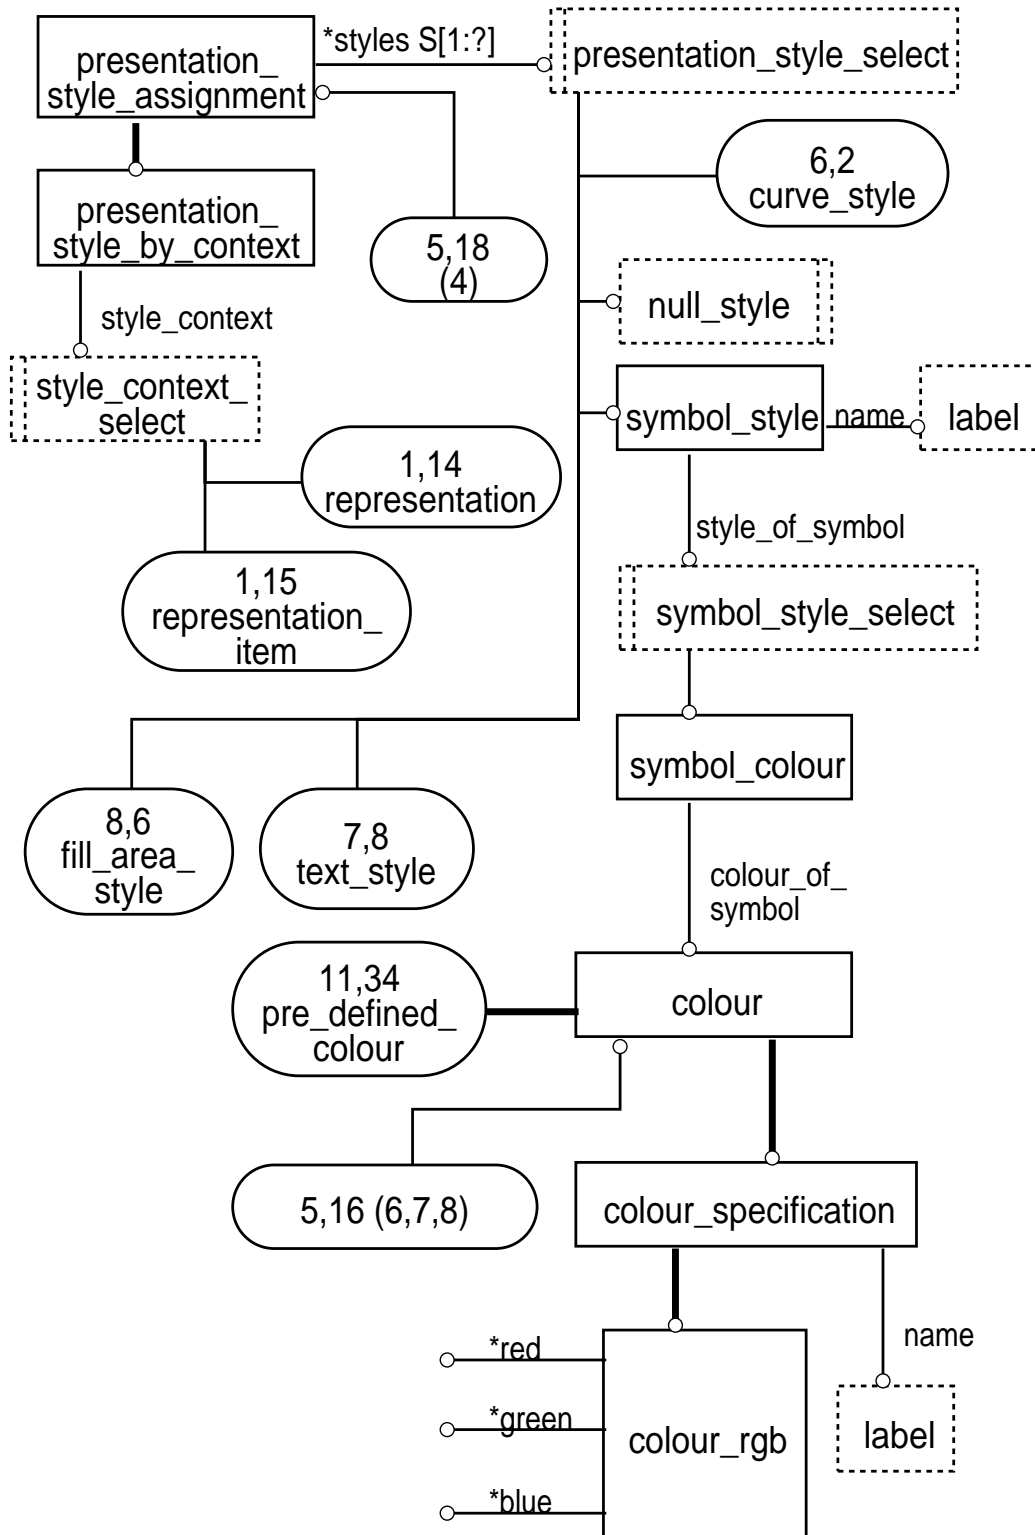 *styles S[1:?]
presentation_
style_assignment
presentation_style_select
6,2
curve_style
presentation_
style_by_context
5,18
(4)
null_style
style_context
style_context_
select
symbol_style
name
label
1,14
representation
style_of_symbol
1,15
representation_
item
symbol_style_select
symbol_colour
8,6
fill_area_
style
7,8
text_style
colour_of_
symbol
11,34
pre_defined_
colour
colour
5,16 (6,7,8)
colour_specification
name
*red
*green
*blue
colour_rgb
label